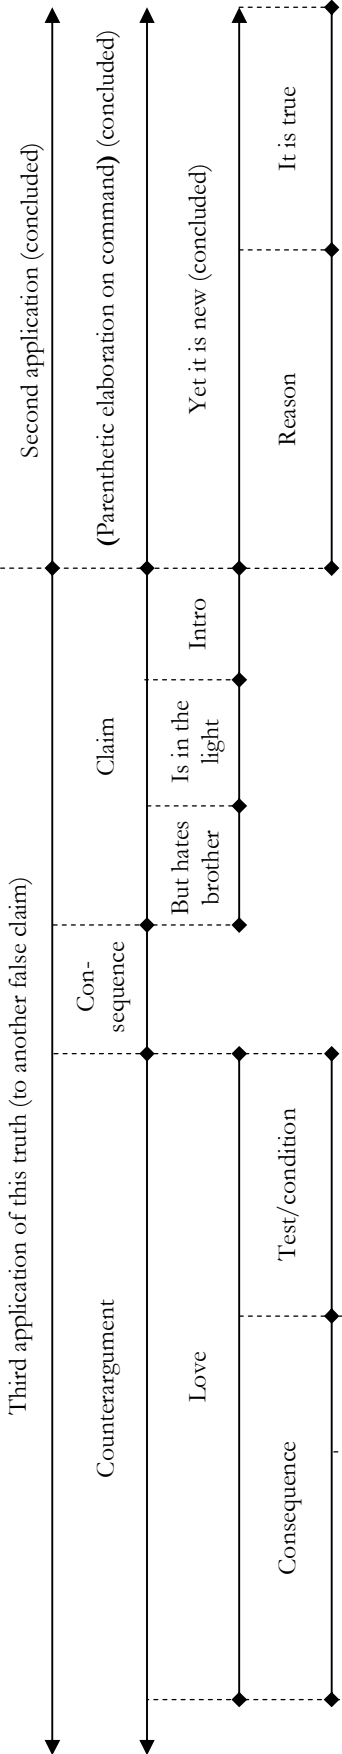 Third application of this truth (to another false claim)
Second application (concluded)
Counterargument
Con-
sequence
Claim
(Parenthetic elaboration on command) (concluded)
Love
But hates
brother
Is in the
light
Intro
Yet it is new (concluded)
Consequence
Test/condition
Reason
It is true